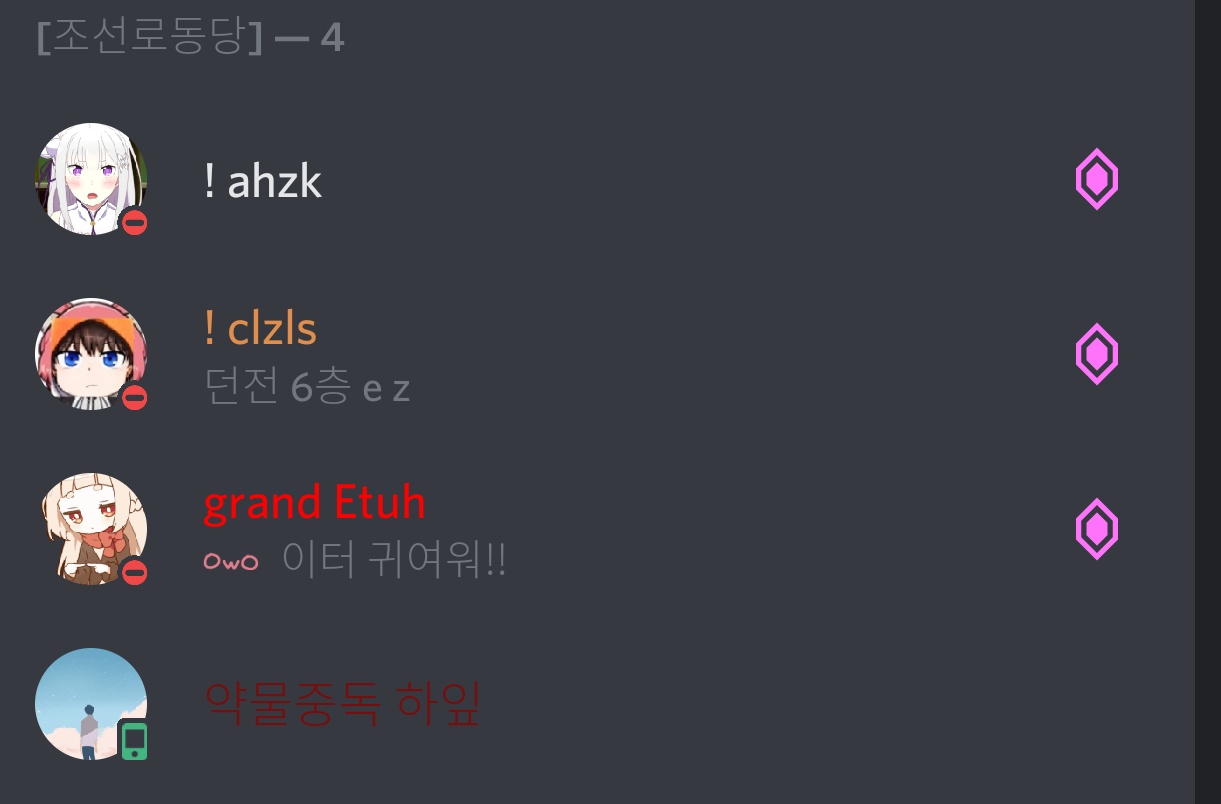 [조선로동당] — 4
! ahzk
! clzls
던전 6층 e z
grand Etuh
OwO 이터 귀여워!!
약물중독 하잎